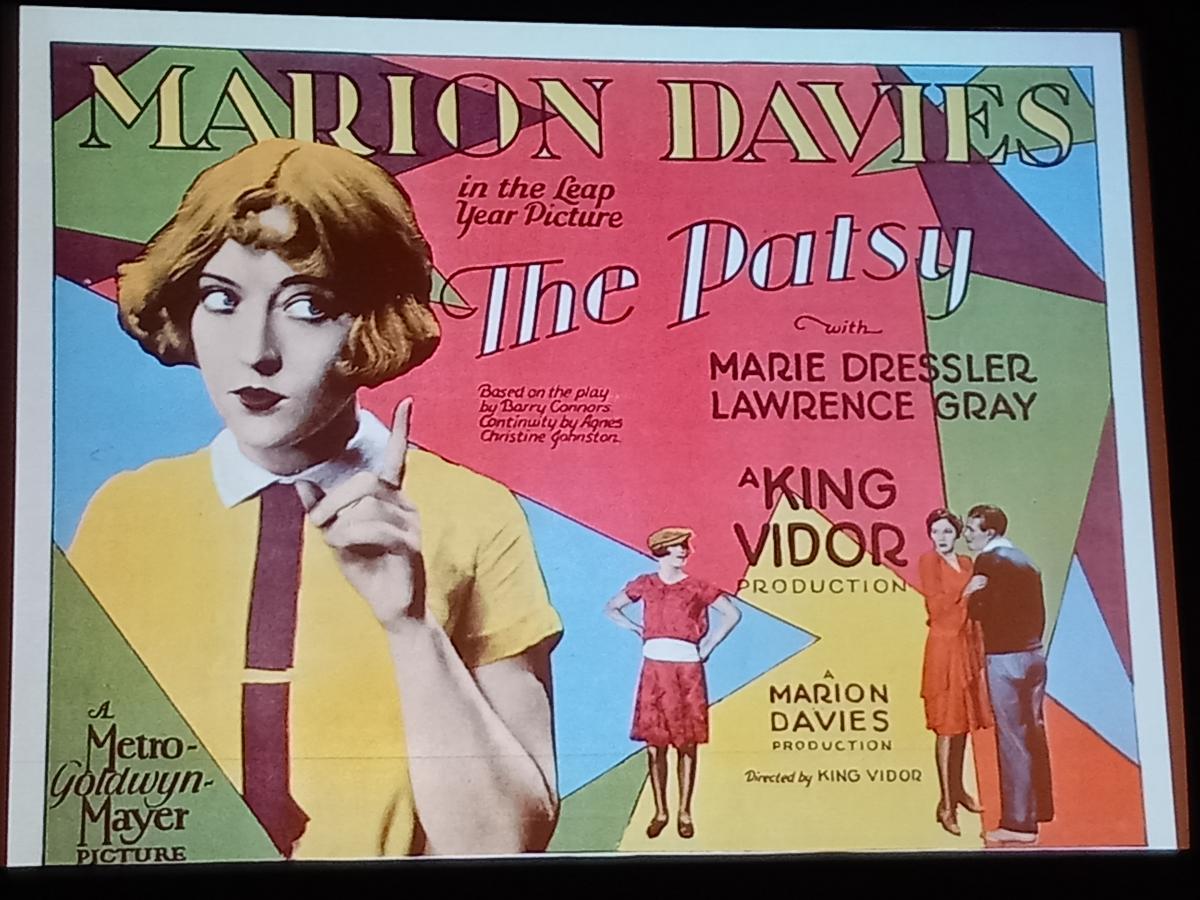 MARION DAVIES
in the Leap
Year Picture
The Patsy
with
MARIE DRESSLER
LAWRENCE GRAY
Based on the play
by Barry Connors
Continuity by Agnes
Christine Johnston
A KING
VIDOR
PRODUCTION
A
MARION
DAVIES
PRODUCTION
Directed by KING VIDOR
A
Metro-
Goldwyn-
Mayer
PICTURE